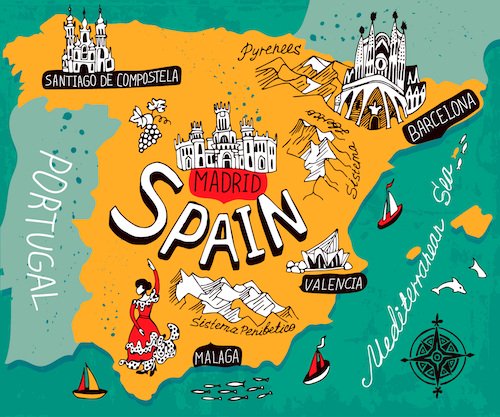 Pyrenees
SANTIAGO DE COMPOSTELA
BARCELONA
Sistema
MADRID
PORTUGAL
SPAIN
Mediterranean Sea
VALENCIA
Sistema Penibetico
MALAGA